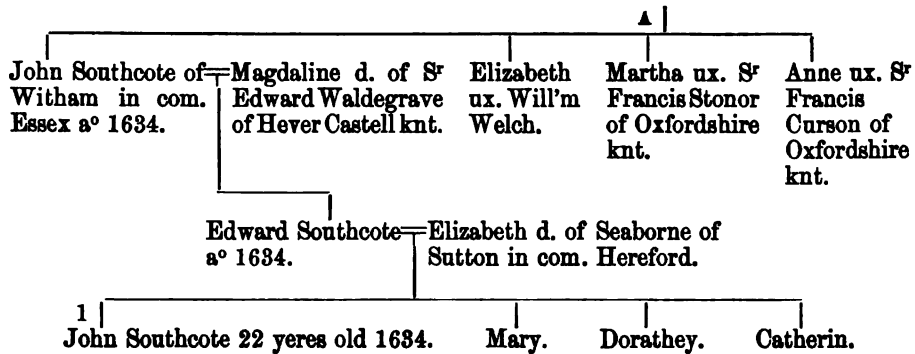 A
John Southcote of Magdaline d. of Sr Elizabeth Martha ux. Sr Anne ux. Sr
Witham in com. Edward Waldegrave ux. Will'm Francis Stonor Francis
Essex ao 1634. of Hever Castell knt. Welch. of Oxfordshire Curson of
knt. Oxfordshire
knt.
Edward Southcote Elizabeth d. of Seaborne of
ao 1634. Sutton in com. Hereford.
1
John Southcote 22 yeres old 1634. Mary. Dorathey. Catherin.